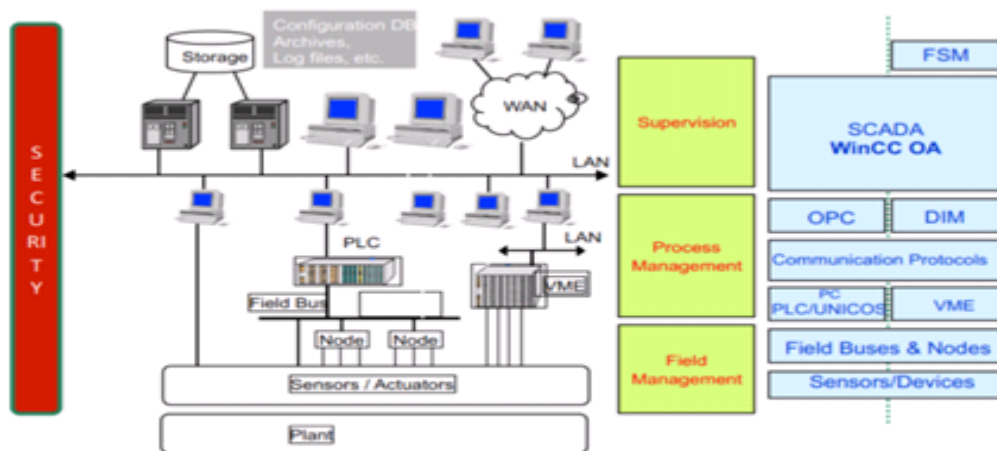 SECURITY
Storage
Configuration DB
Archives,
Log files, etc.
WAN
LAN
PLC
LAN
VME
Field Bus
Node
Node
Sensors / Actuators
Plant
Supervision
Process
Management
Field
Management
FSM
SCADA
WinCC OA
OPC
DIM
Communication Protocols
PC
PLC/UNICOS
VME
Field Buses & Nodes
Sensors/Devices